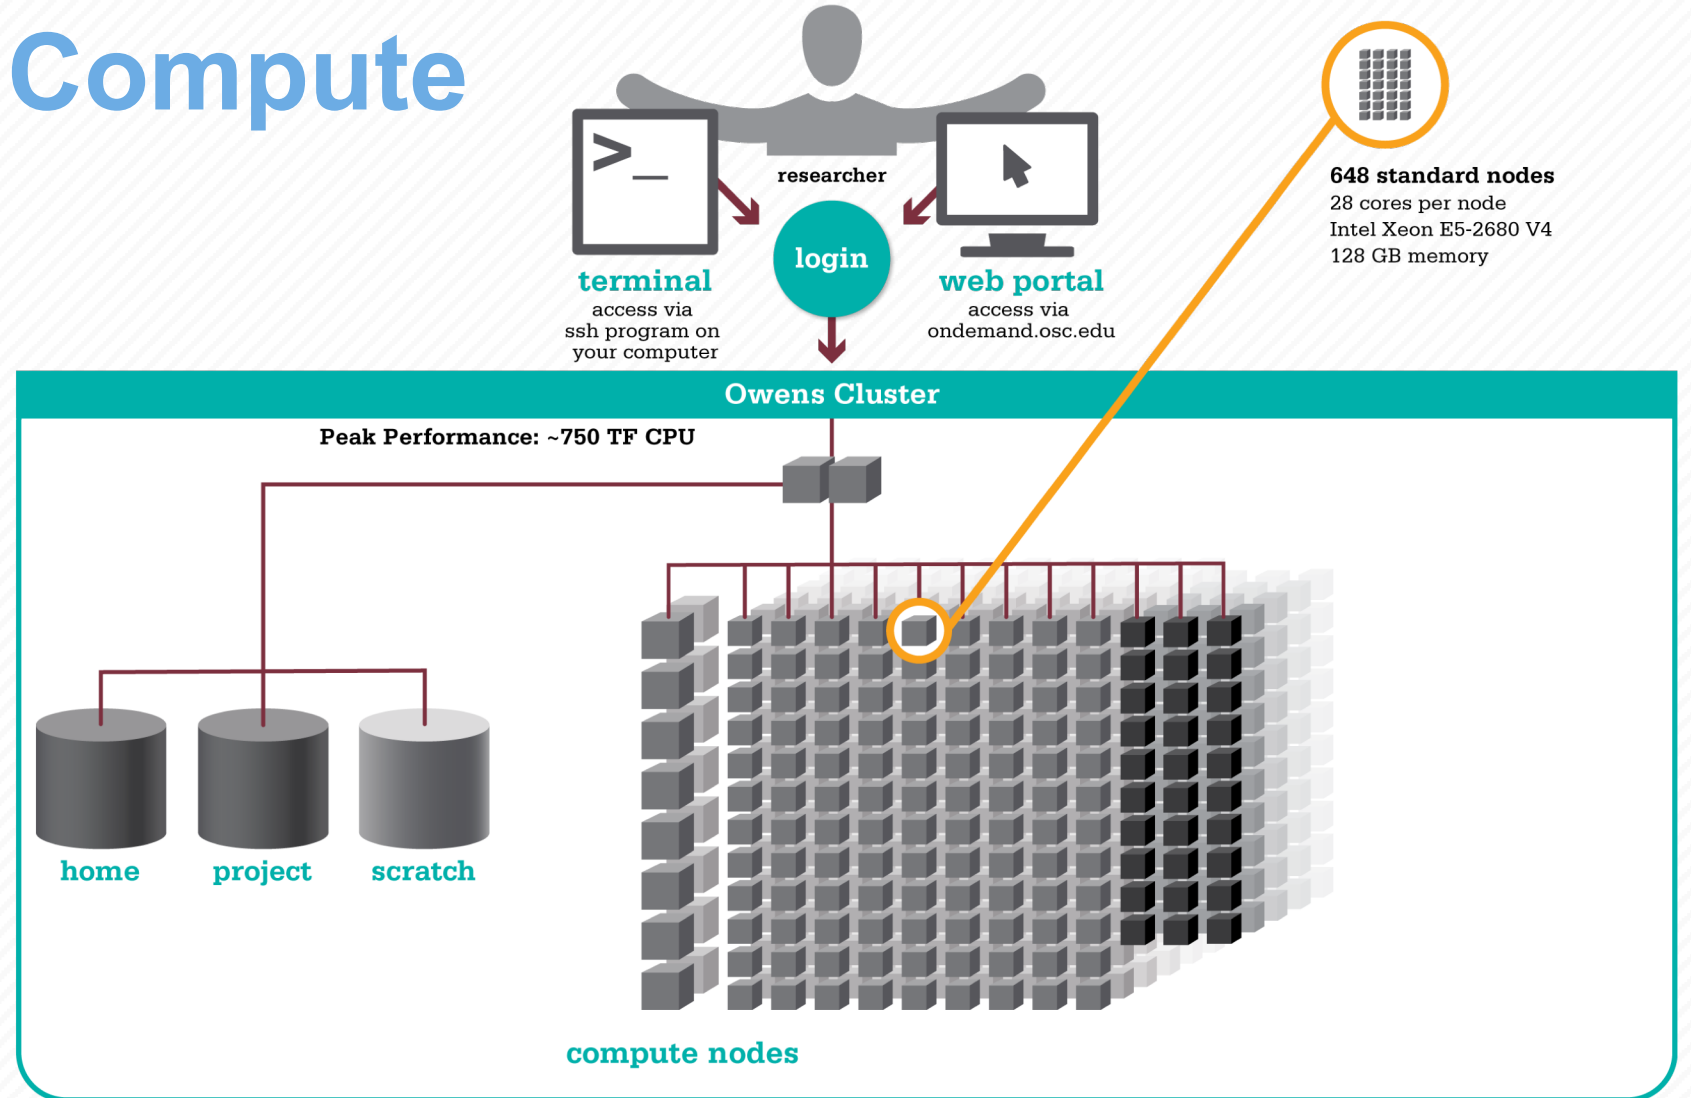 Compute
>_
researcher
login
terminal
access via
ssh program on
your computer
web portal
access via
ondemand.osc.edu
648 standard nodes
28 cores per node
Intel Xeon E5-2680 V4
128 GB memory
Owens Cluster
Peak Performance: ~750 TF CPU
home
project
scratch
compute nodes